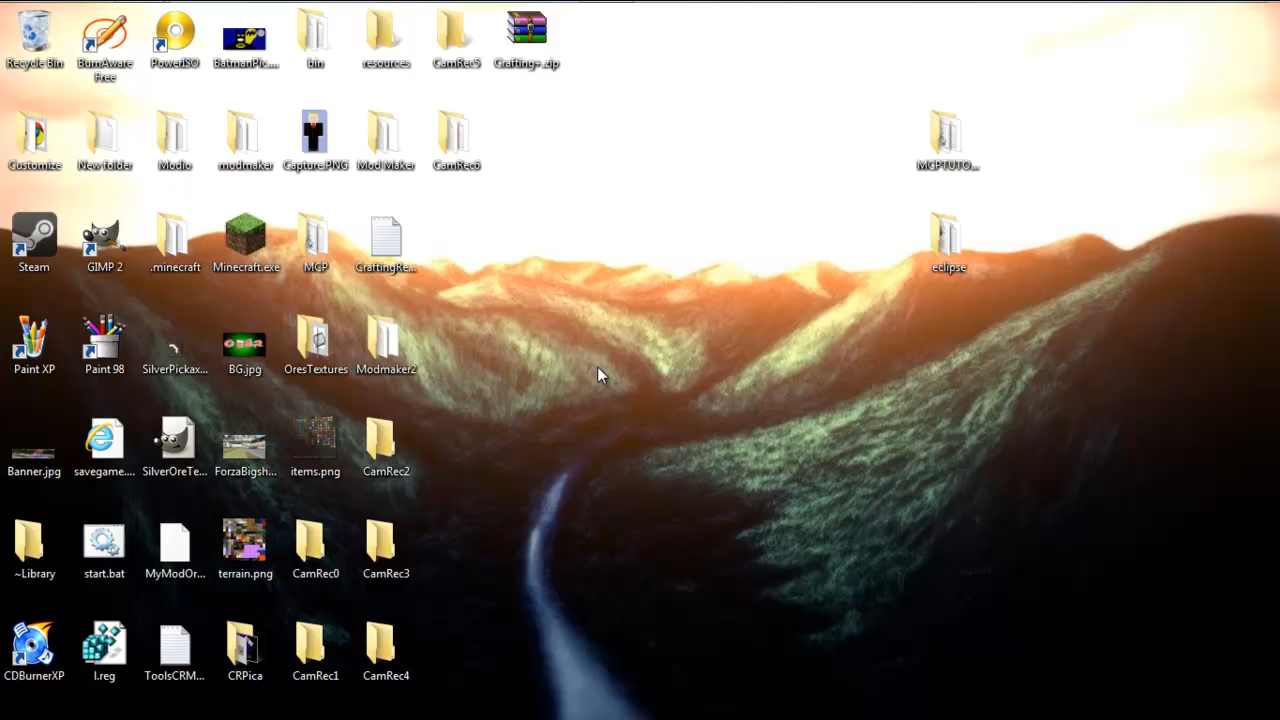 Recycle Bin
BurnAware
Free
PowerISO
BatmanPic....
bin
resources
CamRec5
Crafting+.zip
Customize
New folder
Modio
modmaker
Capture.PNG
Mod Maker
CamRec6
MCPTUTO...
Steam
GIMP 2
.minecraft
Minecraft.exe
MCP
CraftingRe...
eclipse
Paint XP
Paint 98
SilverPickax...
BG.jpg
OresTextures
Modmaker2
Banner.jpg
savegame....
SilverOreTe...
ForzaBigsh...
items.png
CamRec2
~Library
start.bat
MyModOr...
terrain.png
CamRec0
CamRec3
CDBurnerXP
l.reg
ToolsCRM...
CRPica
CamRec1
CamRec4